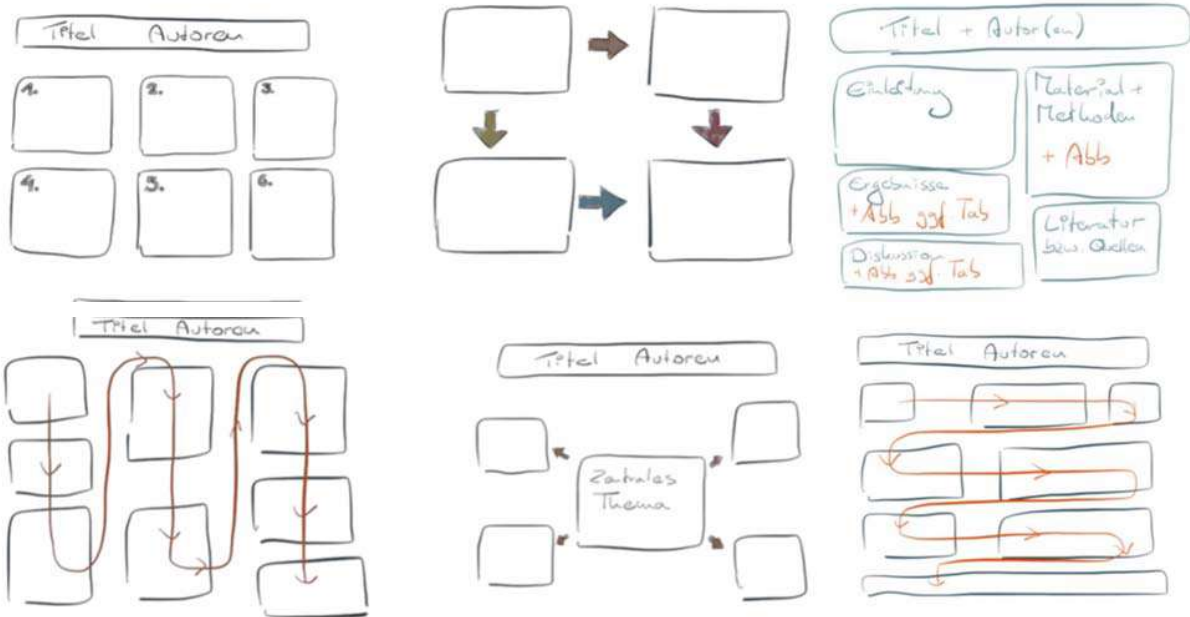 Titel Autoren
1. 2. 3.
4. 5. 6.
Titel + Autor(en)
Einleitung
Material +
Methoden
+ Abb
Ergebnisse
+ Abb ggf. Tab
Diskussion
+ Abb ggf. Tab
Literatur
bzw. Quellen
Titel Autoren
Titel Autoren
Zentrales
Thema
Titel Autoren